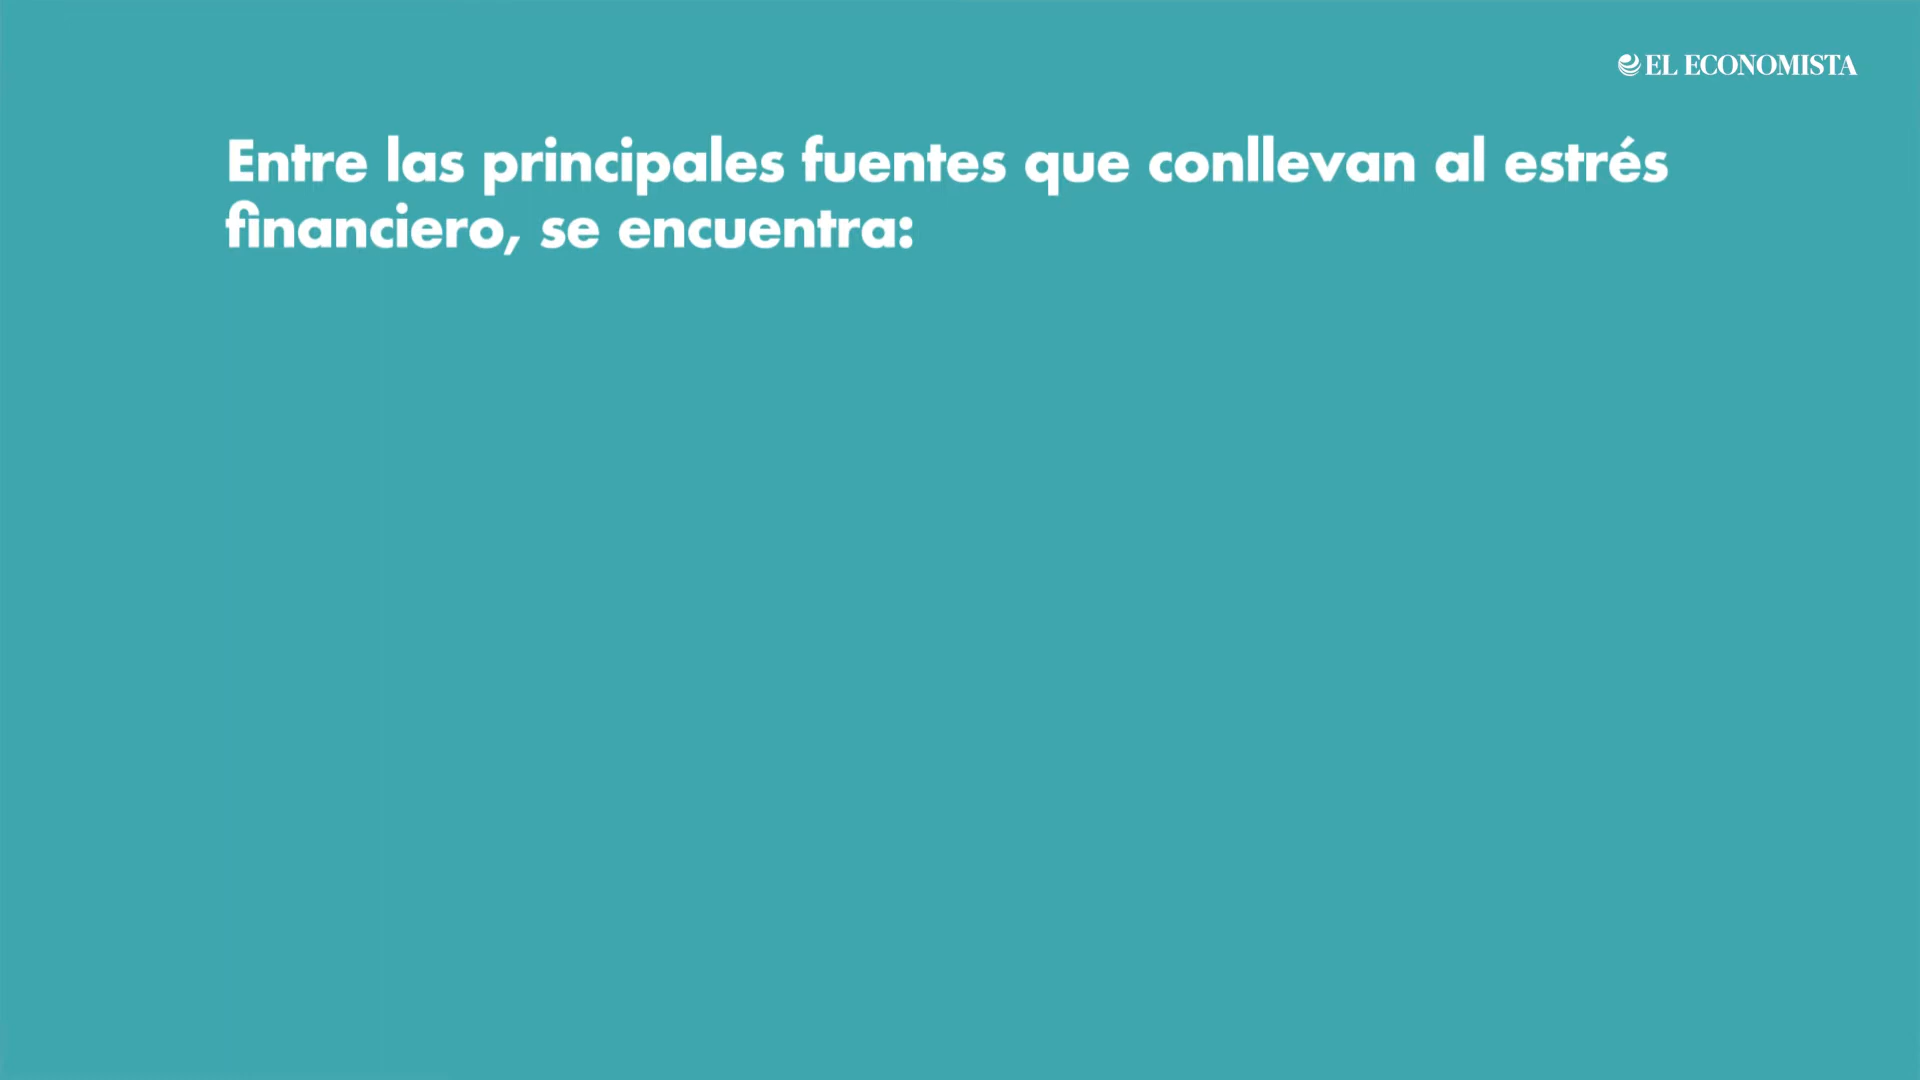 EL ECONOMISTA
Entre las principales fuentes que conllevan al estrés
financiero, se encuentra: